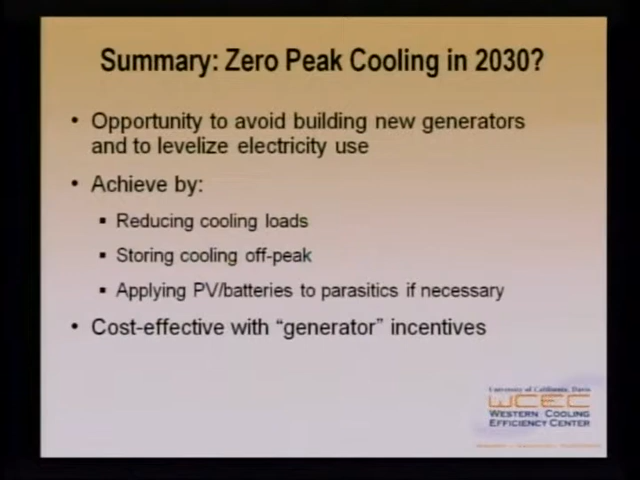 Summary: Zero Peak Cooling in 2030?
• Opportunity to avoid building new generators
and to levelize electricity use
• Achieve by:
▪ Reducing cooling loads
▪ Storing cooling off-peak
▪ Applying PV/batteries to parasitics if necessary
• Cost-effective with “generator” incentives
University of California, Davis
WCEC
WESTERN COOLING
EFFICIENCY CENTER